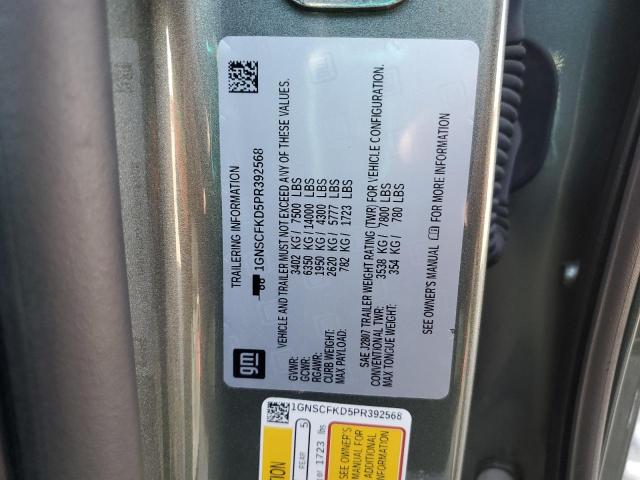 TRAILERING INFORMATION
1GNSCFKD5PR392568
VEHICLE AND TRAILER MUST NOT EXCEED ANY OF THESE VALUES.
GVWR: 3402 KG / 7500 LBS
GCWR: 6350 KG / 14000 LBS
RGAWR: 1950 KG / 4300 LBS
CURB WEIGHT: 2620 KG / 5777 LBS
MAX PAYLOAD: 782 KG / 1723 LBS
SAE J2807 TRAILER WEIGHT RATING (TWR) FOR VEHICLE CONFIGURATION.
CONVENTIONAL TWR: 3538 KG / 7800 LBS
MAX TONGUE WEIGHT: 354 KG / 780 LBS
SEE OWNER'S MANUAL FOR MORE INFORMATION
gm
1GNSCFKD5PR392568
REAR 5
or 1723 lbs
SEE OWNER'S
MANUAL FOR
ADDITIONAL
INFORMATION